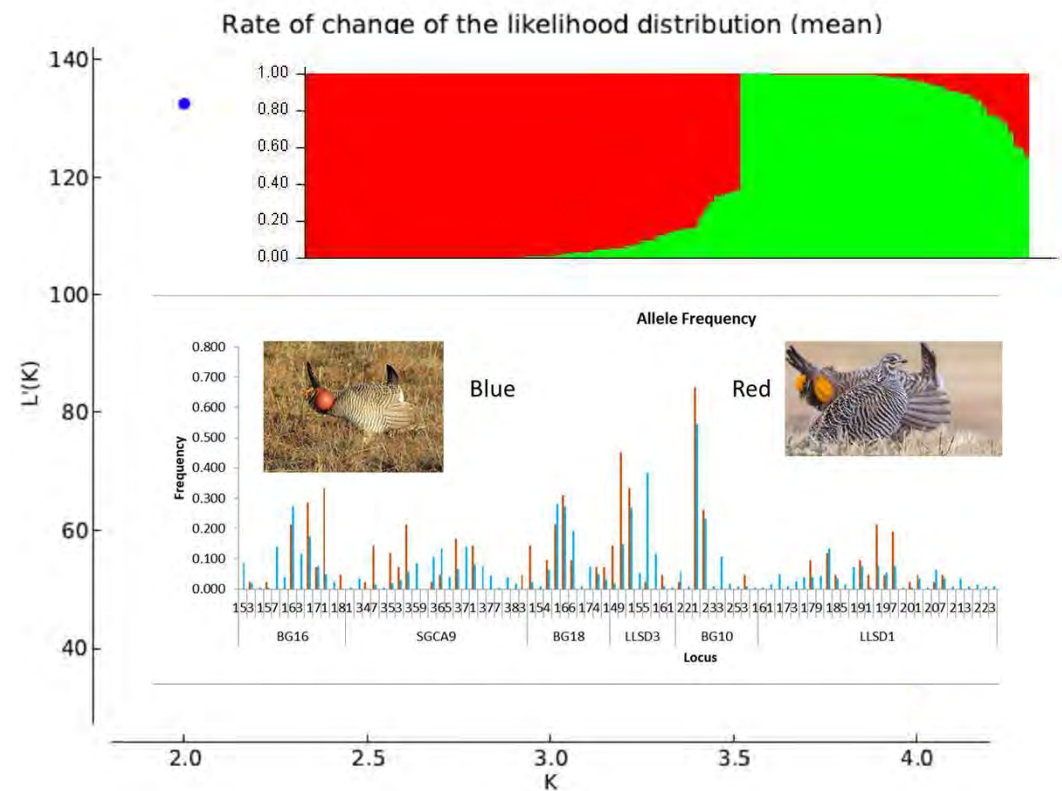 Rate of change of the likelihood distribution (mean)
140
120
100
80
60
40
L'(K)
1.00
0.80
0.60
0.40
0.20
0.00
Allele Frequency
0.800
0.700
0.600
0.500
0.400
0.300
0.200
0.100
0.000
Frequency
Blue
Red
153 157 163 171 181 347 353 359 365 371 377 383 154 166 174 149 155 161 221 233 253 161 173 179 185 191 197 201 207 213 223
BG16 SGCA9 BG18 LLSD3 BG10 LLSD1
Locus
2.0 2.5 3.0 3.5 4.0
K